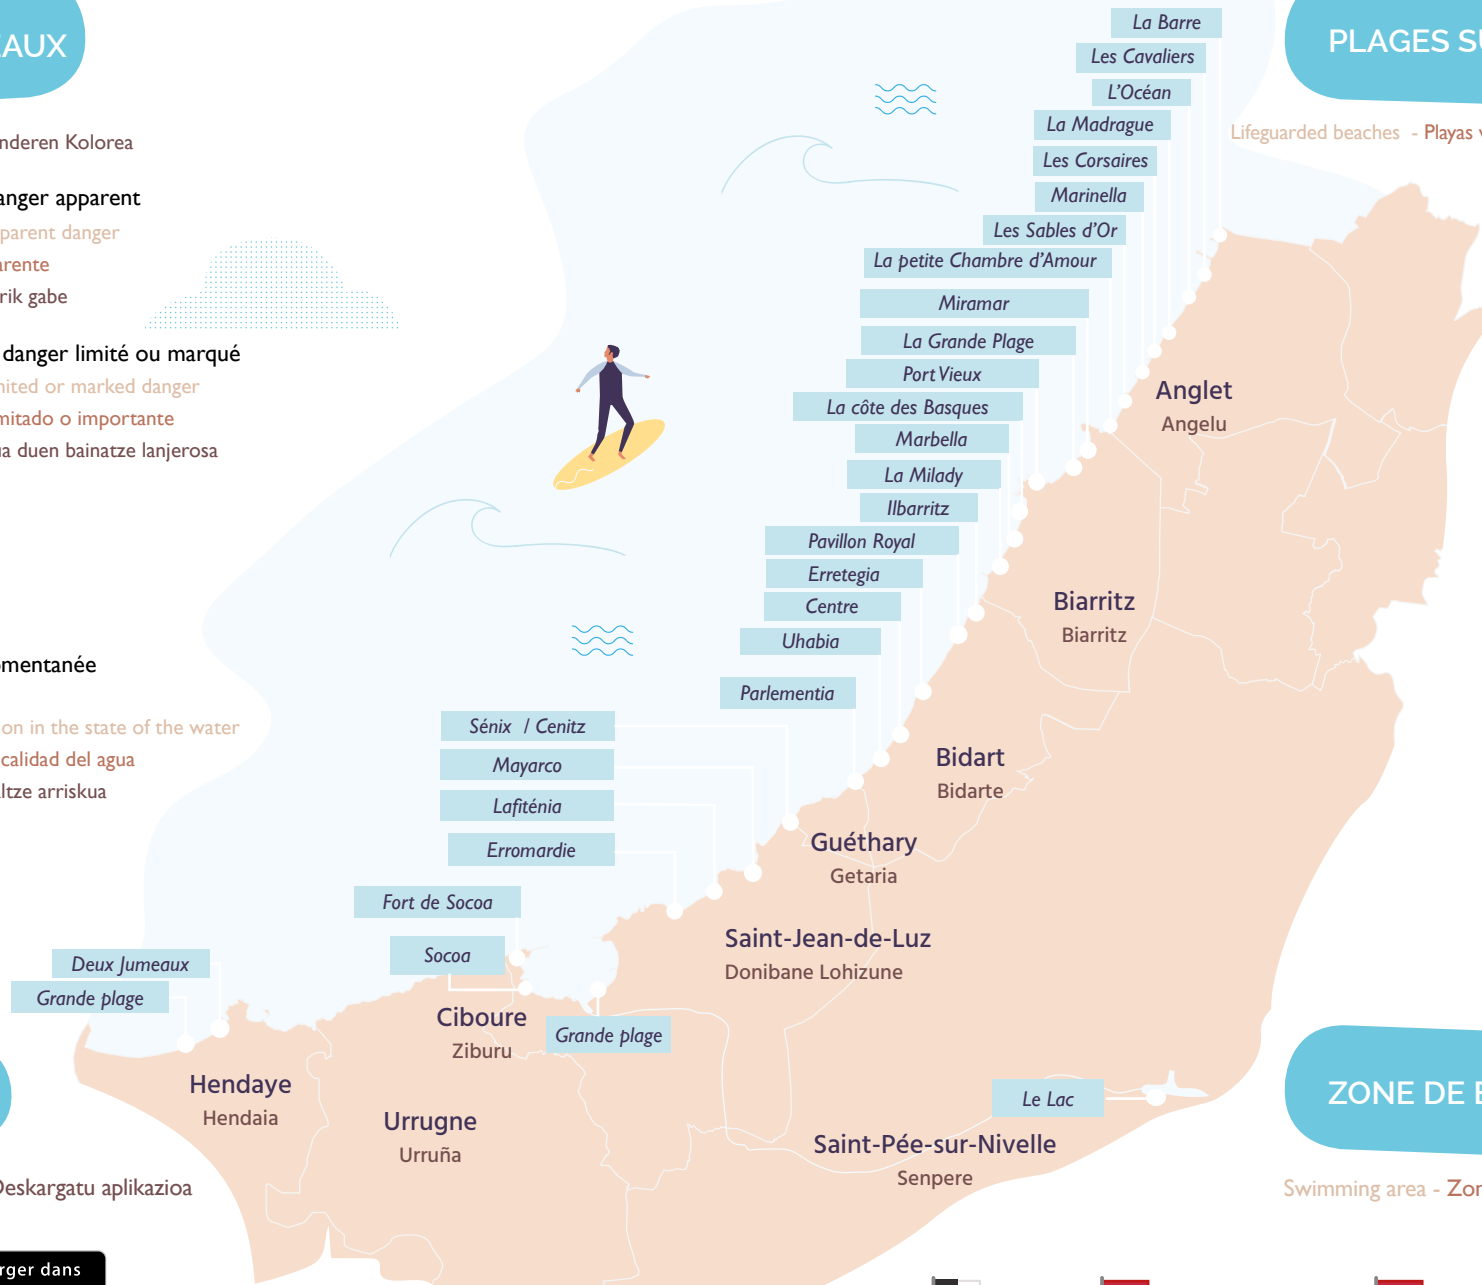 EAUX
nderen Kolorea
anger apparent
parent danger
arente
rik gabe
danger limité ou marqué
nited or marked danger
mitado o importante
ua duen bainatze lanjerosa
omentanée
on in the state of the water
calidad del agua
ltze arriskua
Deskargatu aplikazioa
rger dans
PLAGES SU
Lifeguarded beaches - Playas v
La Barre
Les Cavaliers
L'Océan
La Madrague
Les Corsaires
Marinella
Les Sables d'Or
La petite Chambre d'Amour
Miramar
La Grande Plage
Port Vieux
La côte des Basques
Marbella
La Milady
Ilbarritz
Pavillon Royal
Erretegia
Centre
Uhabia
Parlementia
Sénix / Cenitz
Mayarco
Lafiténia
Erromardie
Fort de Socoa
Socoa
Deux Jumeaux
Grande plage
Grande plage
Le Lac
Anglet
Angelu
Biarritz
Biarritz
Bidart
Bidarte
Guéthary
Getaria
Saint-Jean-de-Luz
Donibane Lohizune
Ciboure
Ziburu
Hendaye
Hendaia
Urrugne
Urruña
Saint-Pée-sur-Nivelle
Senpere
ZONE DE B
Swimming area - Zon